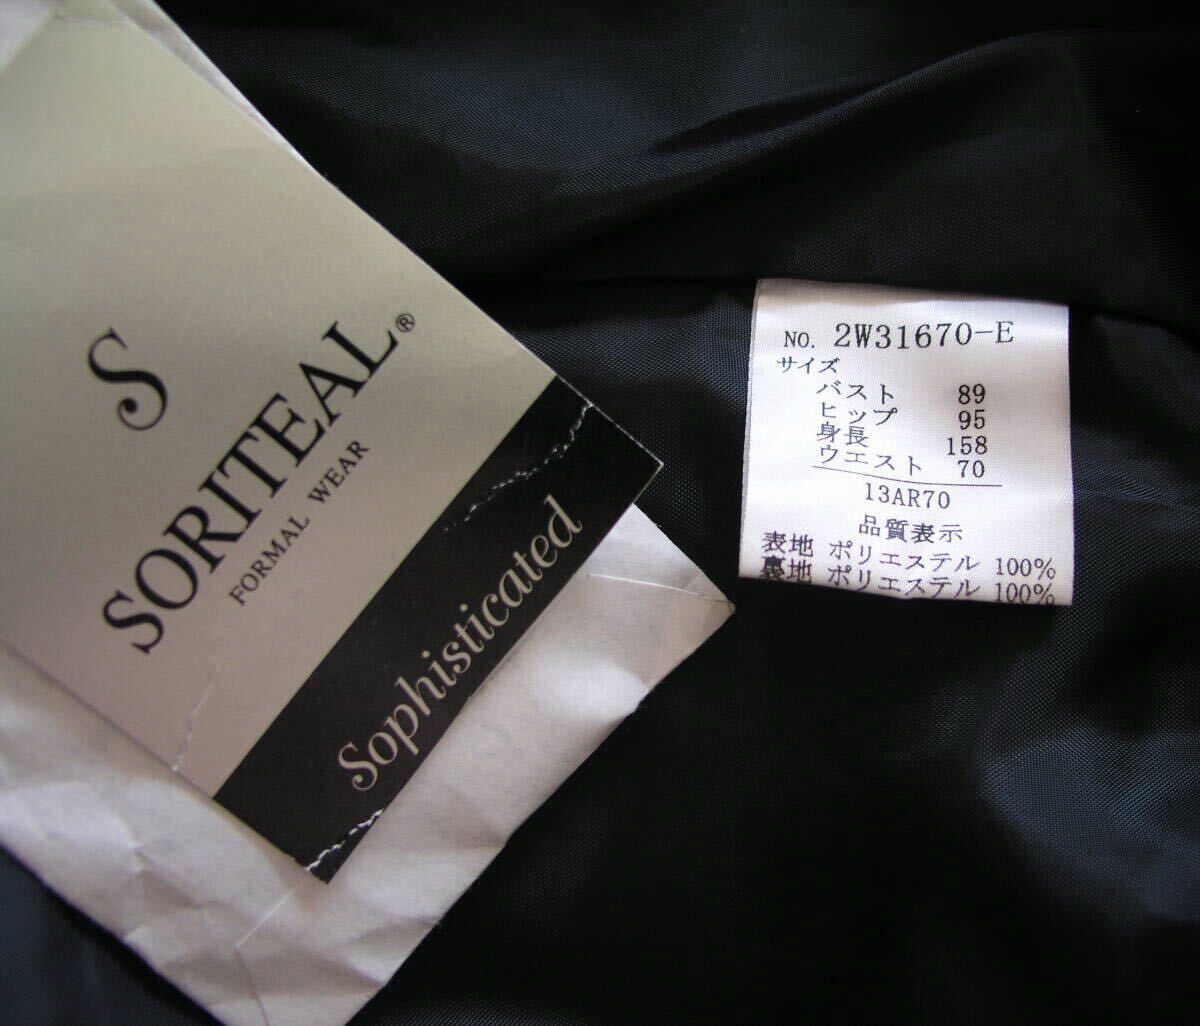 S
SORITEAL®
FORMAL WEAR
Sophisticated
NO. 2W31670-E
サイズ
バスト 89
ヒップ 95
身長 158
ウエスト 70
13AR70
品質表示
表地 ポリエステル 100%
裏地 ポリエステル 100%